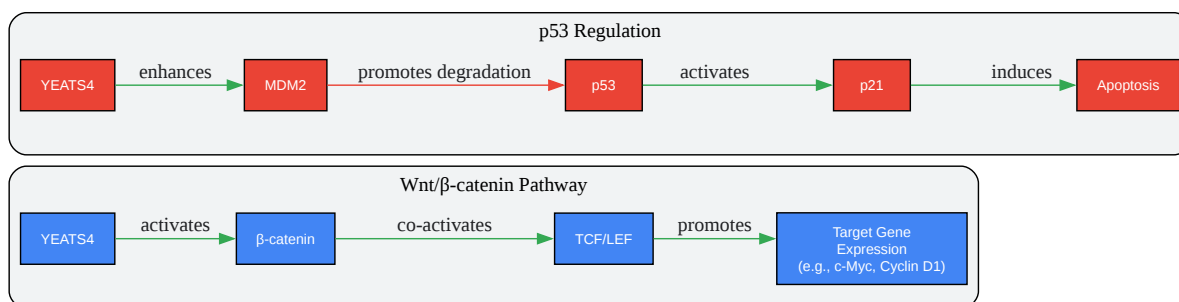 p53 Regulation
YEATS4
enhances
MDM2
promotes degradation
p53
activates
p21
induces
Apoptosis
Wnt/β-catenin Pathway
YEATS4
activates
β-catenin
co-activates
TCF/LEF
promotes
Target Gene
Expression
(e.g., c-Myc, Cyclin D1)